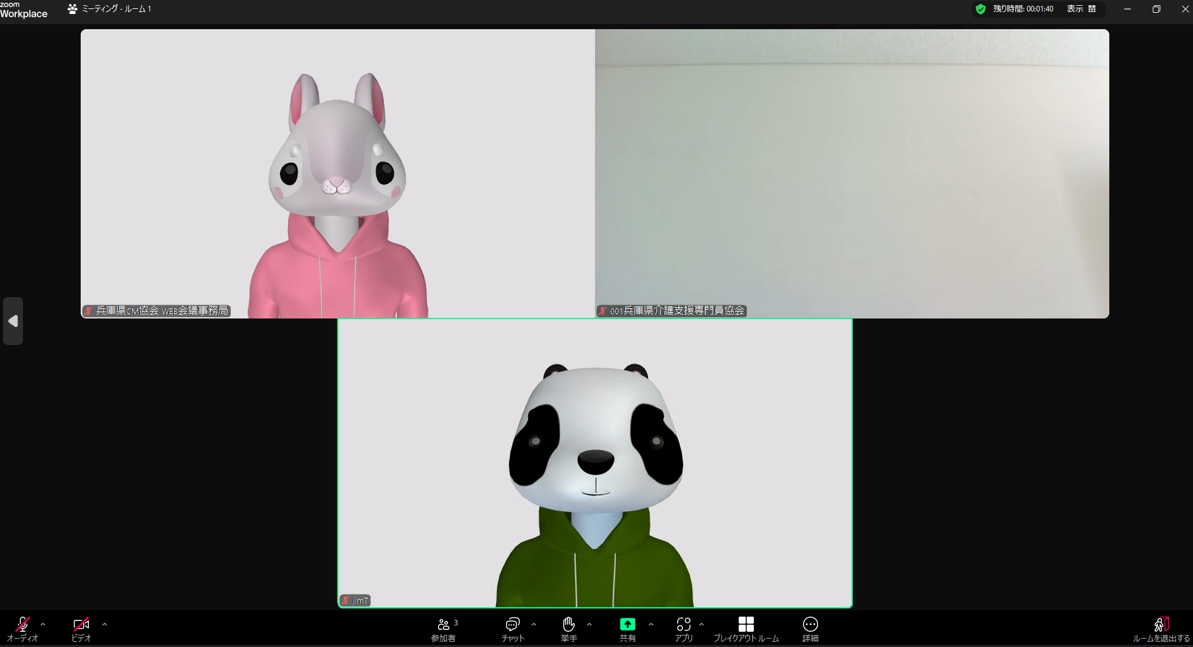 zoom
Workplace
ミーティング - ルーム 1
残り時間: 00:01:40
表示
兵庫県CM協会 WEB会議事務局
001兵庫県介護支援専門員協会
jim7
オーディオ
ビデオ
3
参加者
チャット
挙手
共有
アプリ
ブレイクアウト ルーム
詳細
ルームを退出する